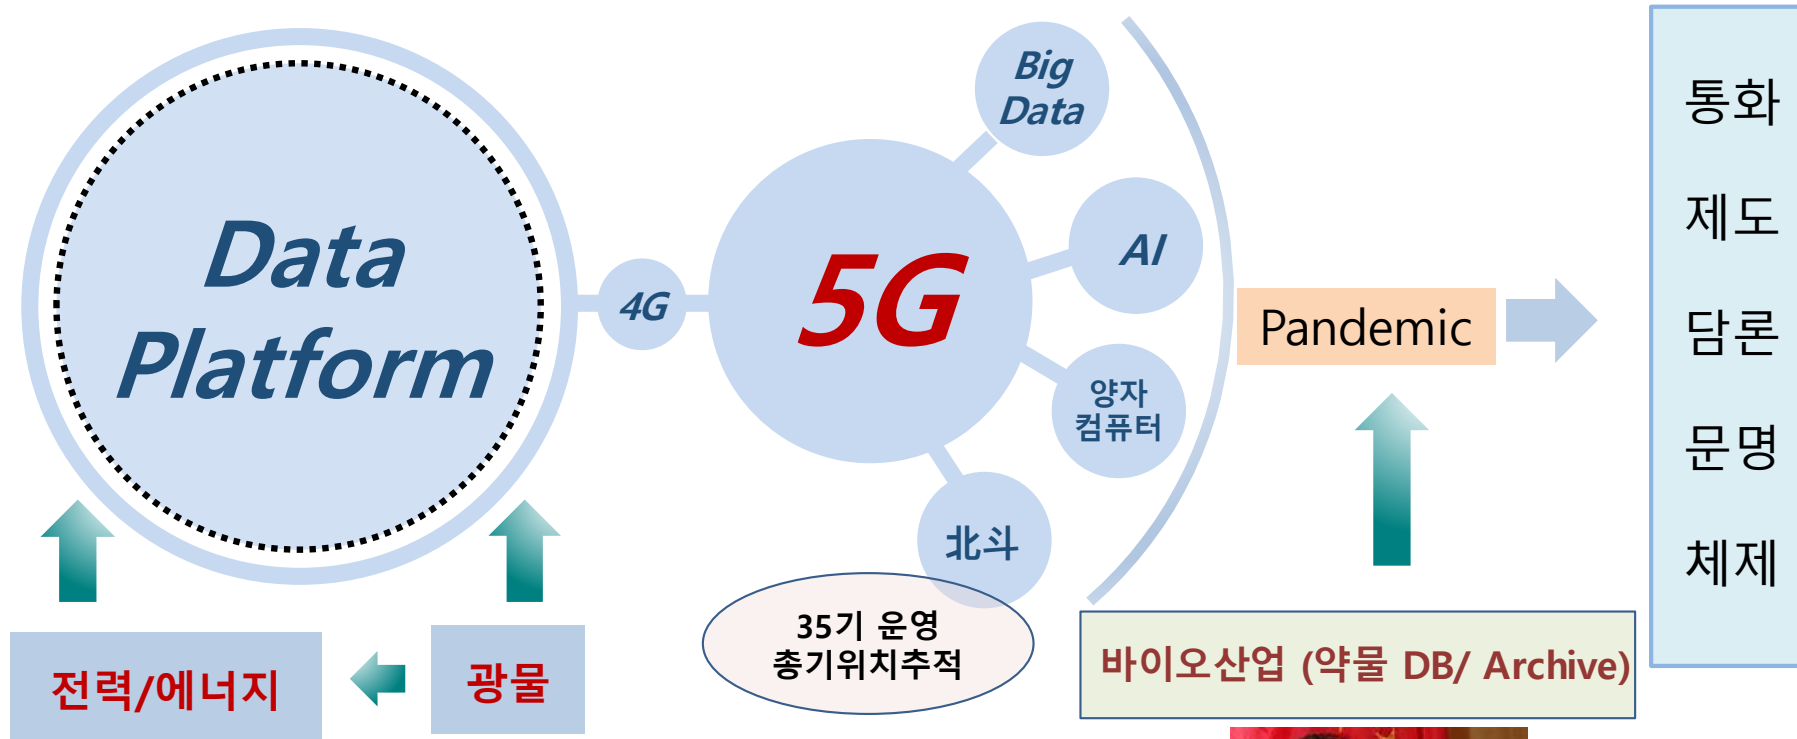 Data
Platform
4G
5G
Big
Data
AI
양자
컴퓨터
北斗
35기 운영
총기위치추적
전력/에너지
광물
Pandemic
바이오산업 (약물 DB/ Archive)
통화
제도
담론
문명
체제